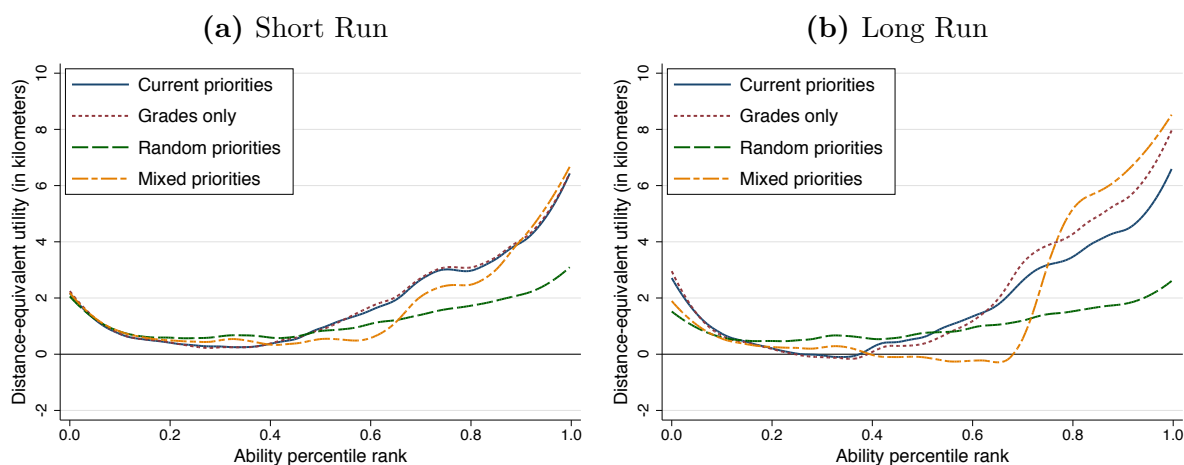 (a) Short Run
Distance-equivalent utility (in kilometers)
10
8
6
4
2
0
-2
Current priorities
Grades only
Random priorities
Mixed priorities
0.0 0.2 0.4 0.6 0.8 1.0
Ability percentile rank
(b) Long Run
Distance-equivalent utility (in kilometers)
10
8
6
4
2
0
-2
Current priorities
Grades only
Random priorities
Mixed priorities
0.0 0.2 0.4 0.6 0.8 1.0
Ability percentile rank